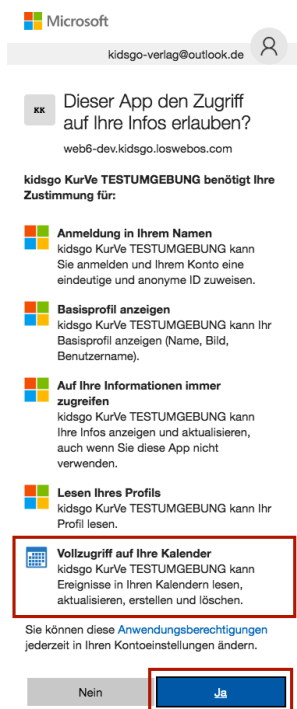 Microsoft
kidsgo-verlag@outlook.de
KK
Dieser App den Zugriff
auf Ihre Infos erlauben?
web6-dev.kidsgo.loswebos.com
kidsgo KurVe TESTUMGEBUNG benötigt Ihre
Zustimmung für:
Anmeldung in Ihrem Namen
kidsgo KurVe TESTUMGEBUNG kann
Sie anmelden und Ihrem Konto eine
eindeutige und anonyme ID zuweisen.
Basisprofil anzeigen
kidsgo KurVe TESTUMGEBUNG kann Ihr
Basisprofil anzeigen (Name, Bild,
Benutzername).
Auf Ihre Informationen immer
zugreifen
kidsgo KurVe TESTUMGEBUNG kann
Ihre Infos anzeigen und aktualisieren,
auch wenn Sie diese App nicht
verwenden.
Lesen Ihres Profils
kidsgo KurVe TESTUMGEBUNG kann Ihr
Profil lesen.
Vollzugriff auf Ihre Kalender
kidsgo KurVe TESTUMGEBUNG kann
Ereignisse in Ihren Kalendern lesen,
aktualisieren, erstellen und löschen.
Sie können diese Anwendungsberechtigungen
jederzeit in Ihren Kontoeinstellungen ändern.
Nein
Ja